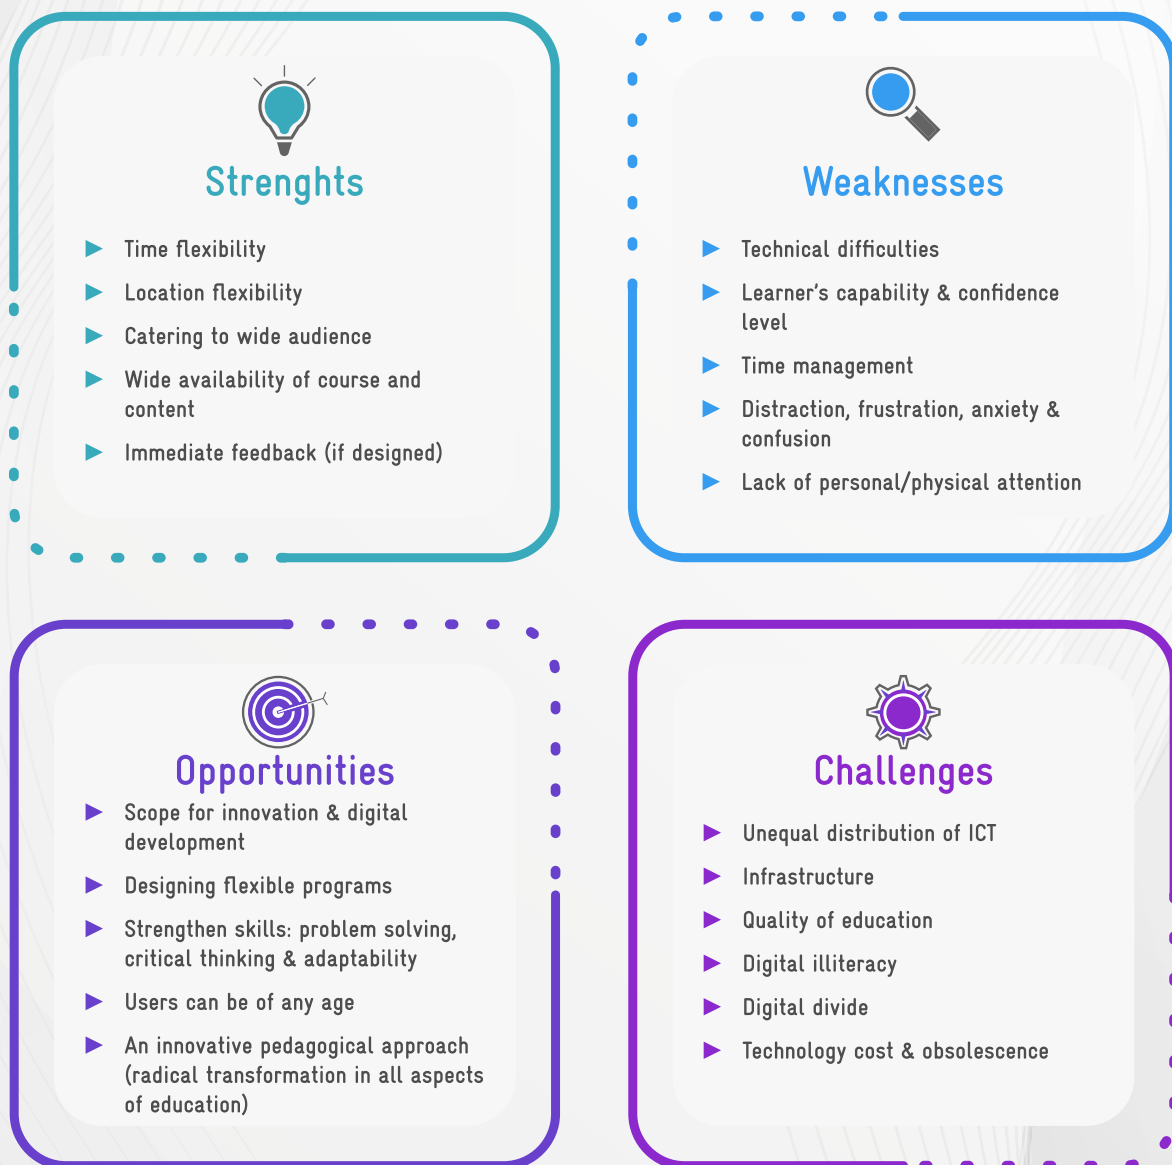 Strenghts
Time flexibility
Location flexibility
Catering to wide audience
Wide availability of course and
content
Immediate feedback (if designed)
Weaknesses
Technical difficulties
Learner's capability & confidence
level
Time management
Distraction, frustration, anxiety &
confusion
Lack of personal/physical attention
Opportunities
Scope for innovation & digital
development
Designing flexible programs
Strengthen skills: problem solving,
critical thinking & adaptability
Users can be of any age
An innovative pedagogical approach
(radical transformation in all aspects
of education)
Challenges
Unequal distribution of ICT
Infrastructure
Quality of education
Digital illiteracy
Digital divide
Technology cost & obsolescence